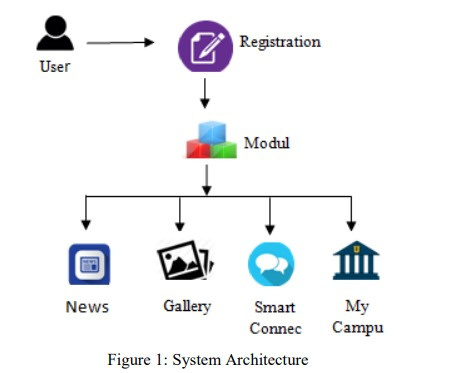 User
Registration
Modul
News
Gallery
Smart
Connec
My
Campu
Figure 1: System Architecture